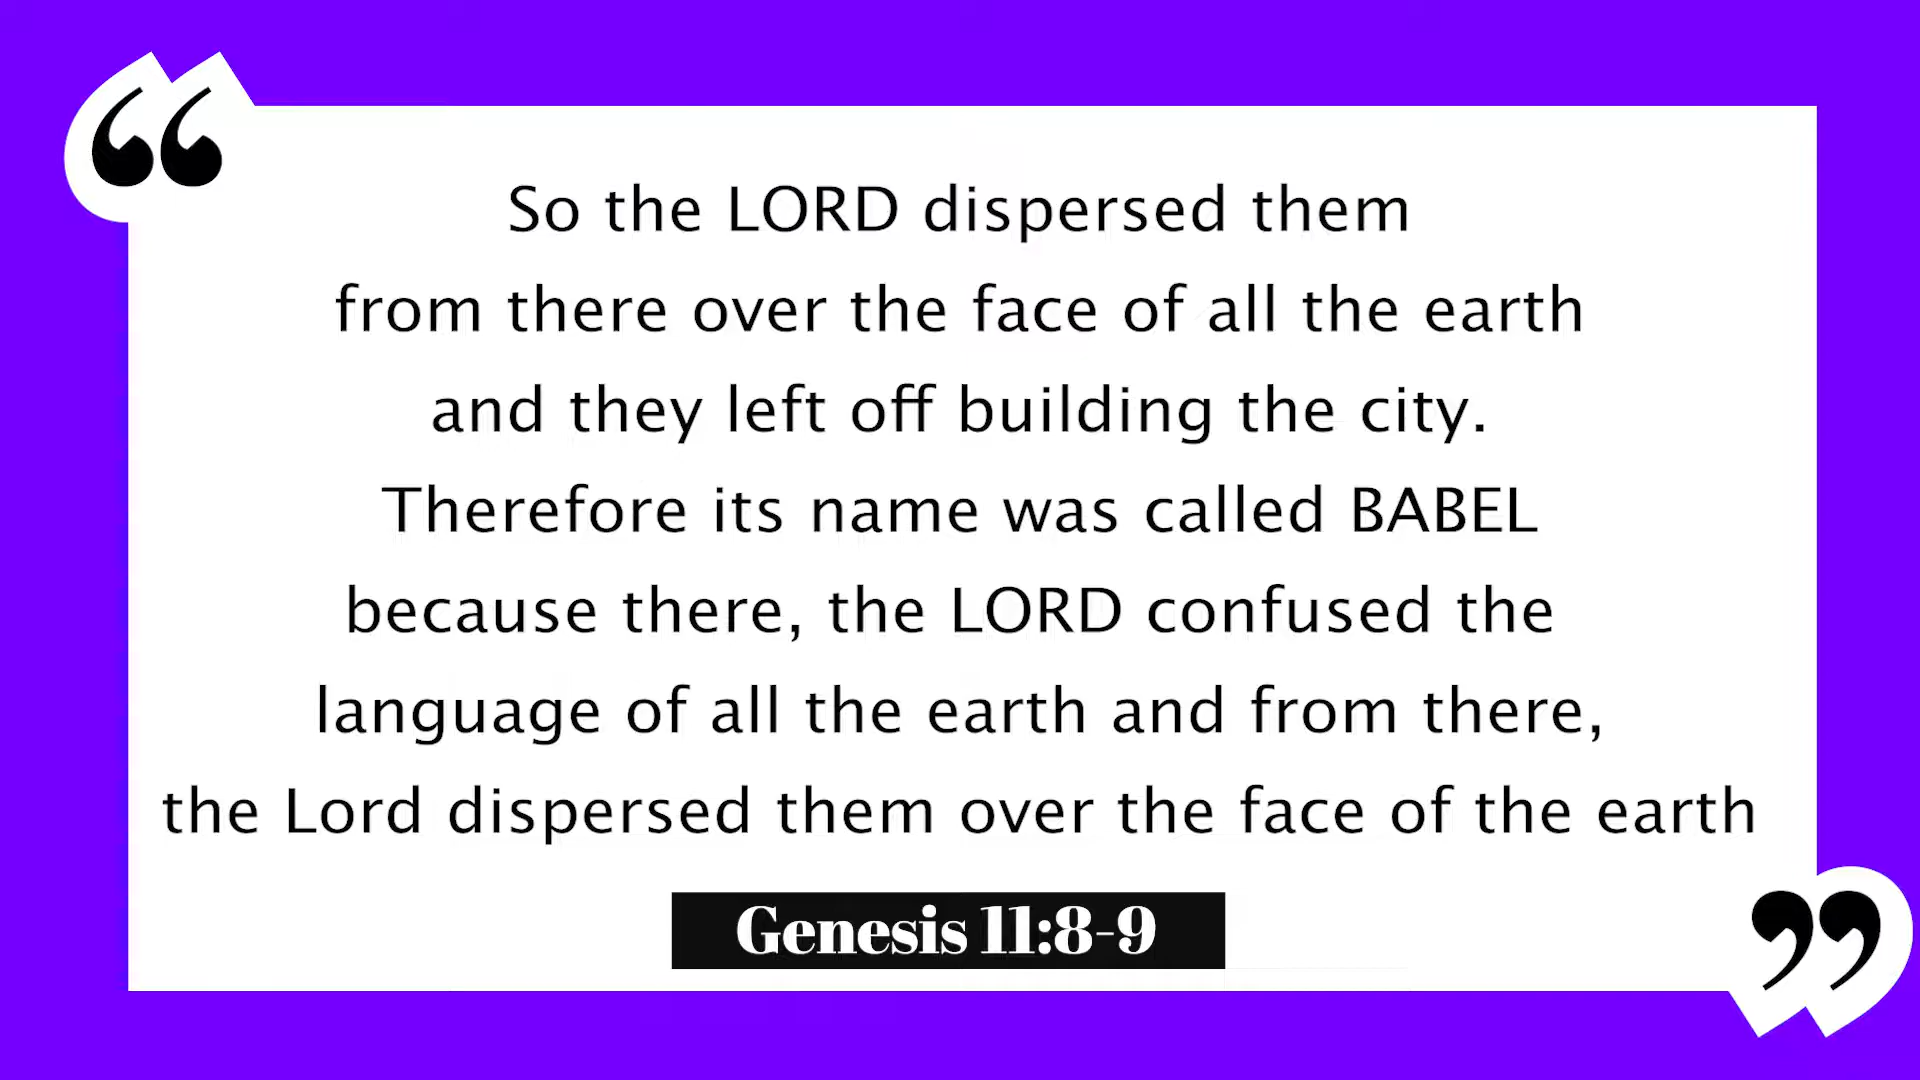 So the LORD dispersed them
from there over the face of all the earth
and they left off building the city.
Therefore its name was called BABEL
because there, the LORD confused the
language of all the earth and from there,
the Lord dispersed them over the face of the earth
Genesis 11:8-9